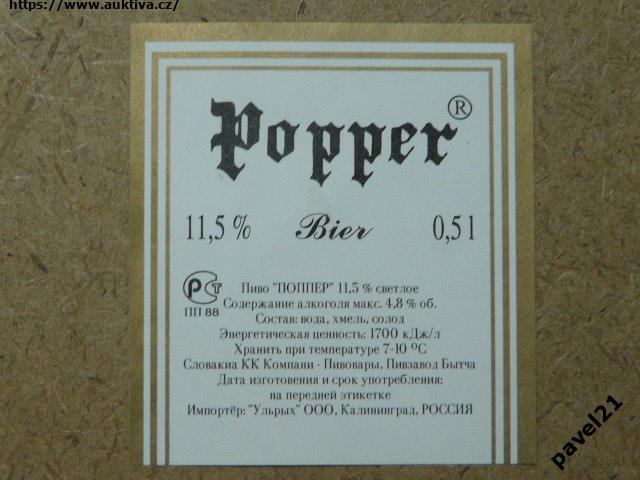 https://www.auktiva.cz/
Popper ®
11,5 % Bier 0,5 l
РСТ
ПП 88
Пиво "ПОППЕР" 11,5 % светлое
Содержание алкоголя макс. 4,8 % об.
Состав: вода, хмель, солод
Энергетическая ценность: 1700 кДж/л
Хранить при температуре 7-10 ºС
Словакиа КК Компани - Пивовары, Пивзавод Бытча
Дата изготовения и срок употребления:
на передней этикетке
Импортёр: "Ульрых" ООО, Калининград, РОССИЯ
pavel21